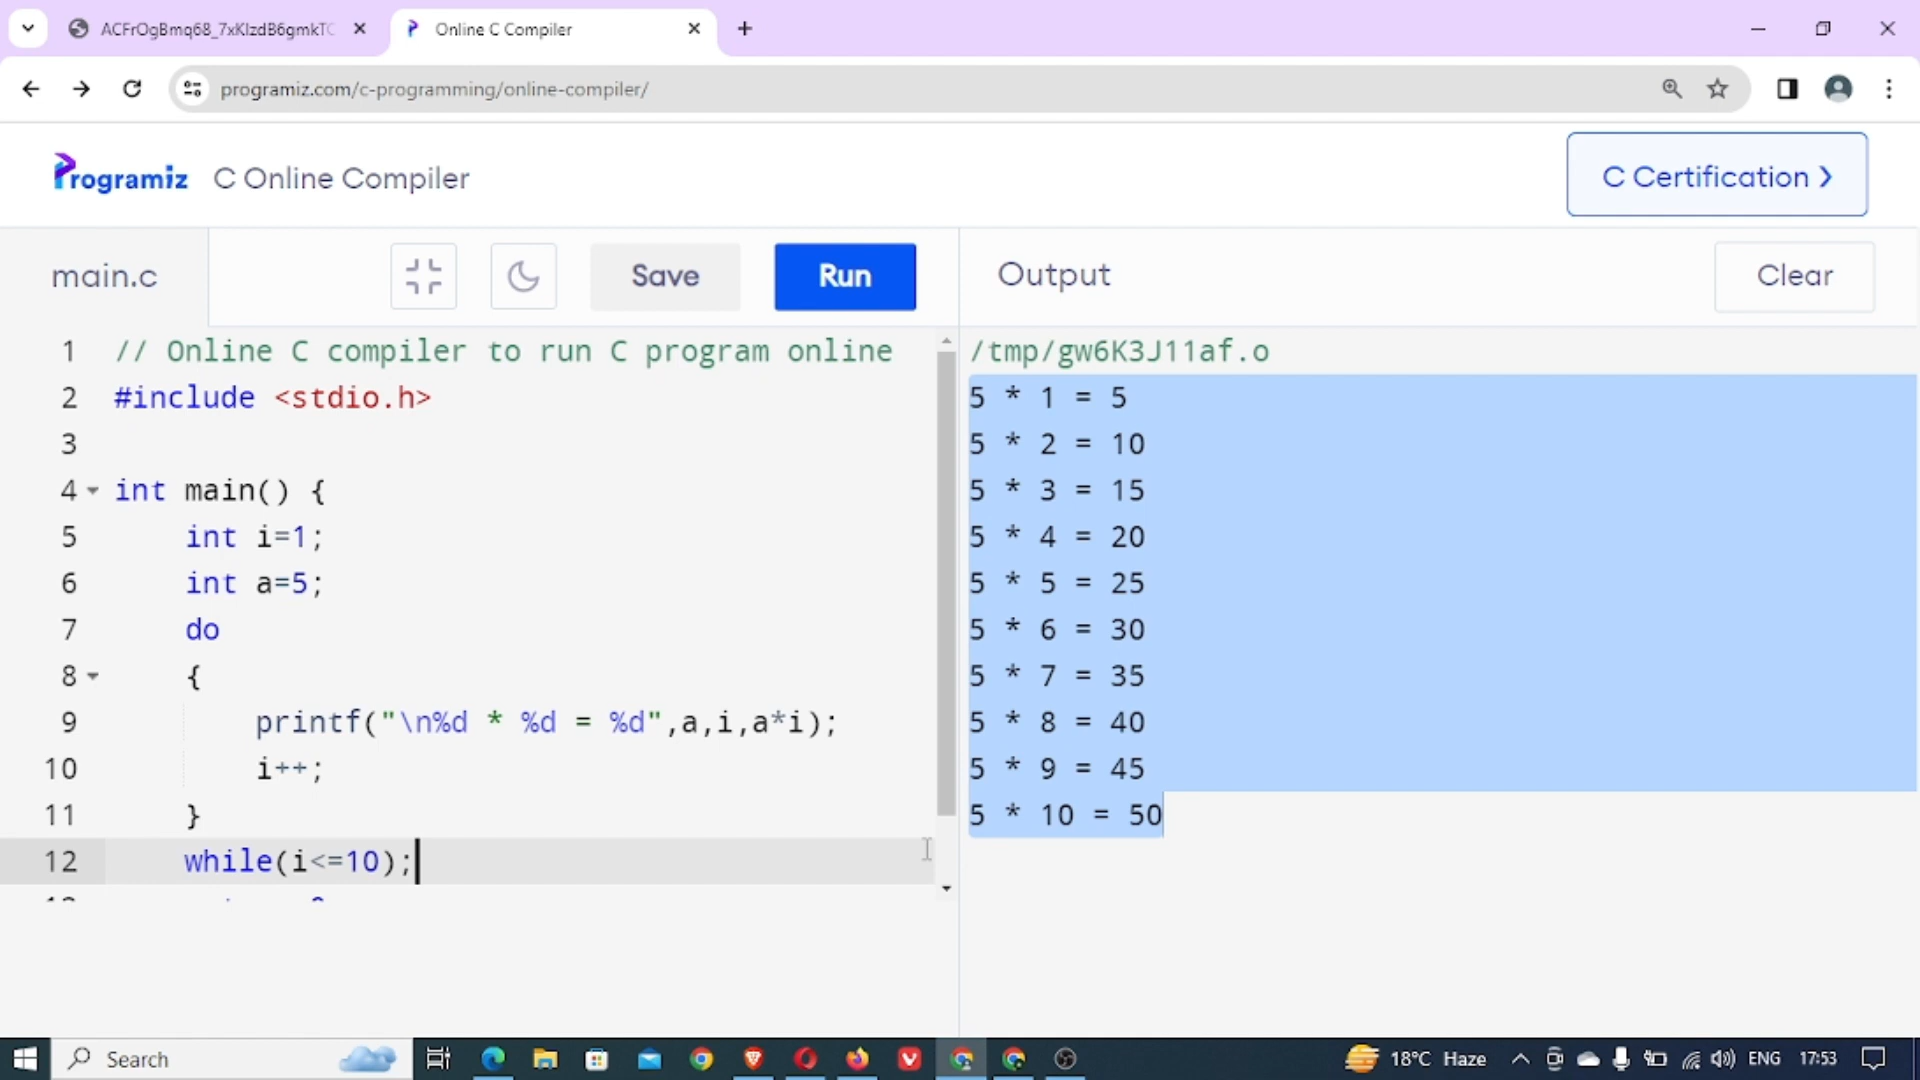 ACFrOgBmq68_7xKlzdB6gmkTC
Online C Compiler
programiz.com/c-programming/online-compiler/
Programiz C Online Compiler
C Certification
main.c
Save
Run
Output
Clear
1 // Online C compiler to run C program online
2 #include <stdio.h>
3
4 int main() {
5 int i=1;
6 int a=5;
7 do
8 {
9 printf("\n%d * %d = %d",a,i,a*i);
10 i++;
11 }
12 while(i<=10);
/tmp/gw6K3J11af.o
5 * 1 = 5
5 * 2 = 10
5 * 3 = 15
5 * 4 = 20
5 * 5 = 25
5 * 6 = 30
5 * 7 = 35
5 * 8 = 40
5 * 9 = 45
5 * 10 = 50
Search
18°C Haze
ENG
17:53